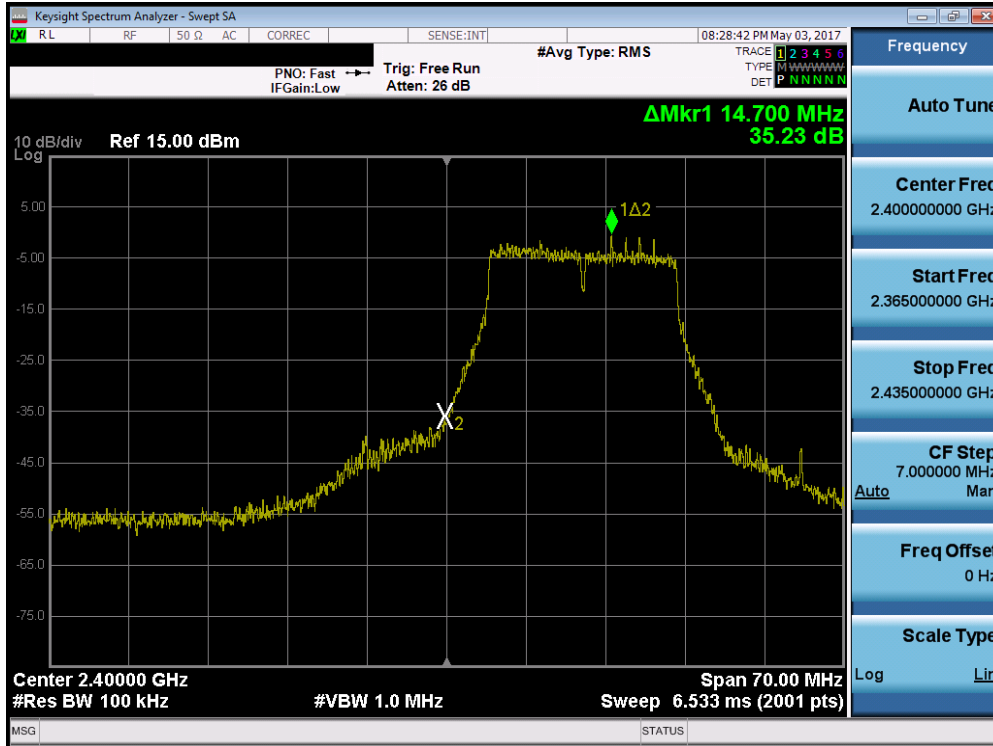 Keysight Spectrum Analyzer - Swept SA
LXI RL RF 50 Ω AC CORREC SENSE:INT 08:28:42 PM May 03, 2017
#Avg Type: RMS
TRACE 1 2 3 4 5 6
TYPE M W W W W W
DET P N N N N N
PNO: Fast
IFGain:Low
Trig: Free Run
Atten: 26 dB
ΔMkr1 14.700 MHz
35.23 dB
10 dB/div Ref 15.00 dBm
Log
5.00
-5.00
-15.0
-25.0
-35.0
-45.0
-55.0
-65.0
-75.0
1Δ2
X2
Center 2.40000 GHz Span 70.00 MHz
#Res BW 100 kHz #VBW 1.0 MHz Sweep 6.533 ms (2001 pts)
MSG STATUS
Frequency
Auto Tune
Center Freq
2.400000000 GHz
Start Freq
2.365000000 GHz
Stop Freq
2.435000000 GHz
CF Step
7.000000 MHz
Auto Man
Freq Offset
0 Hz
Scale Type
Log Lin